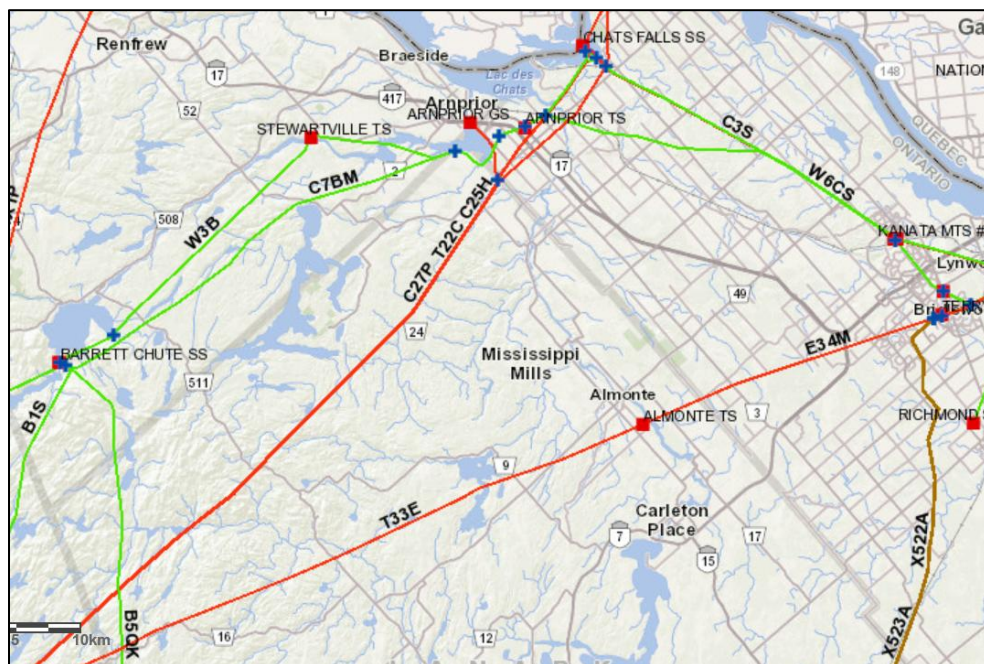 Renfrew
CHATS FALLS SS
Ga
Braeside
148
NATION
17
Lac des
Chats
417
52
Arnprior
ARNPRIOR GS
ARNPRIOR TS
STEWARTVILLE TS
C3S
QUEBEC
ONTARIO
2
17
C7BM
W6CS
508
W3B
C27P T22C C25H
KANATA MTS #
Lynwo
49
24
E34M
BARRETT CHUTE SS
Mississippi
Mills
511
B1S
Almonte
ALMONTE TS
3
RICHMOND
9
T33E
Carleton
Place
7
17
15
X522A
B5QK
X523A
10km
16
12